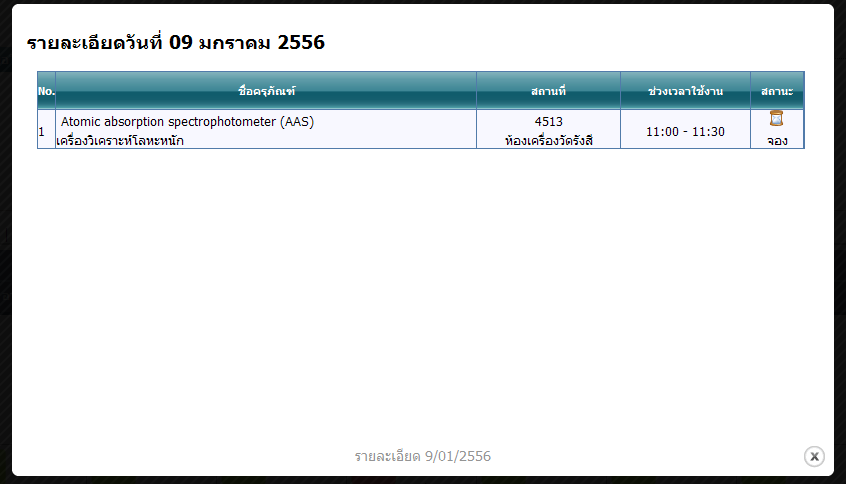 รายละเอียดวันที่ 09 มกราคม 2556
No. ชื่อครุภัณฑ์ สถานที่ ช่วงเวลาใช้งาน สถานะ
1 Atomic absorption spectrophotometer (AAS) เครื่องวิเคราะห์โลหะหนัก 4513 ห้องเครื่องวัดรังสี 11:00 - 11:30 จอง
รายละเอียด 9/01/2556